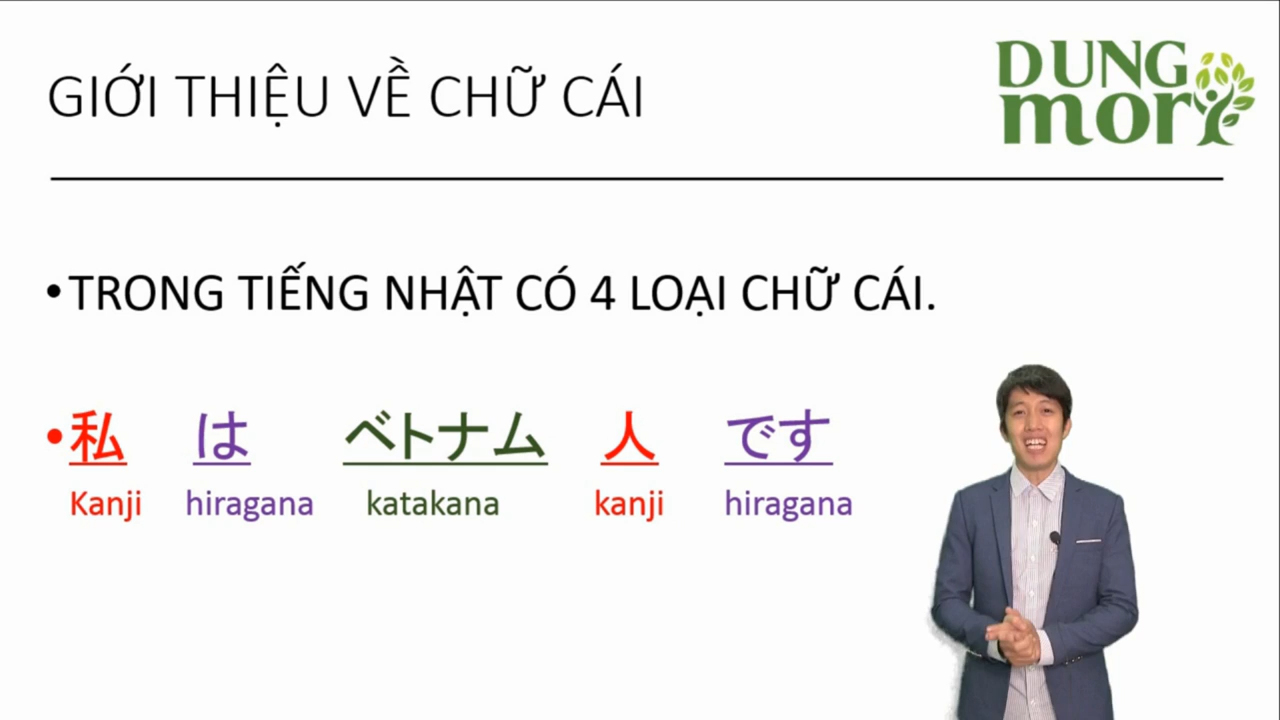 GIỚI THIỆU VỀ CHỮ CÁI
DUNG
mori
•TRONG TIẾNG NHẬT CÓ 4 LOẠI CHỮ CÁI.
•私 は ベトナム 人 です
Kanji hiragana katakana kanji hiragana